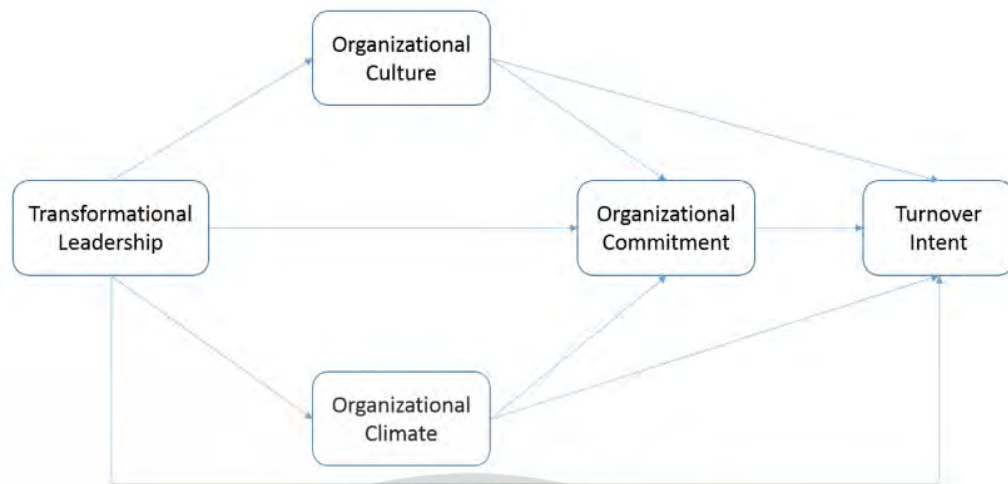 Organizational
Culture
Transformational
Leadership
Organizational
Commitment
Turnover
Intent
Organizational
Climate